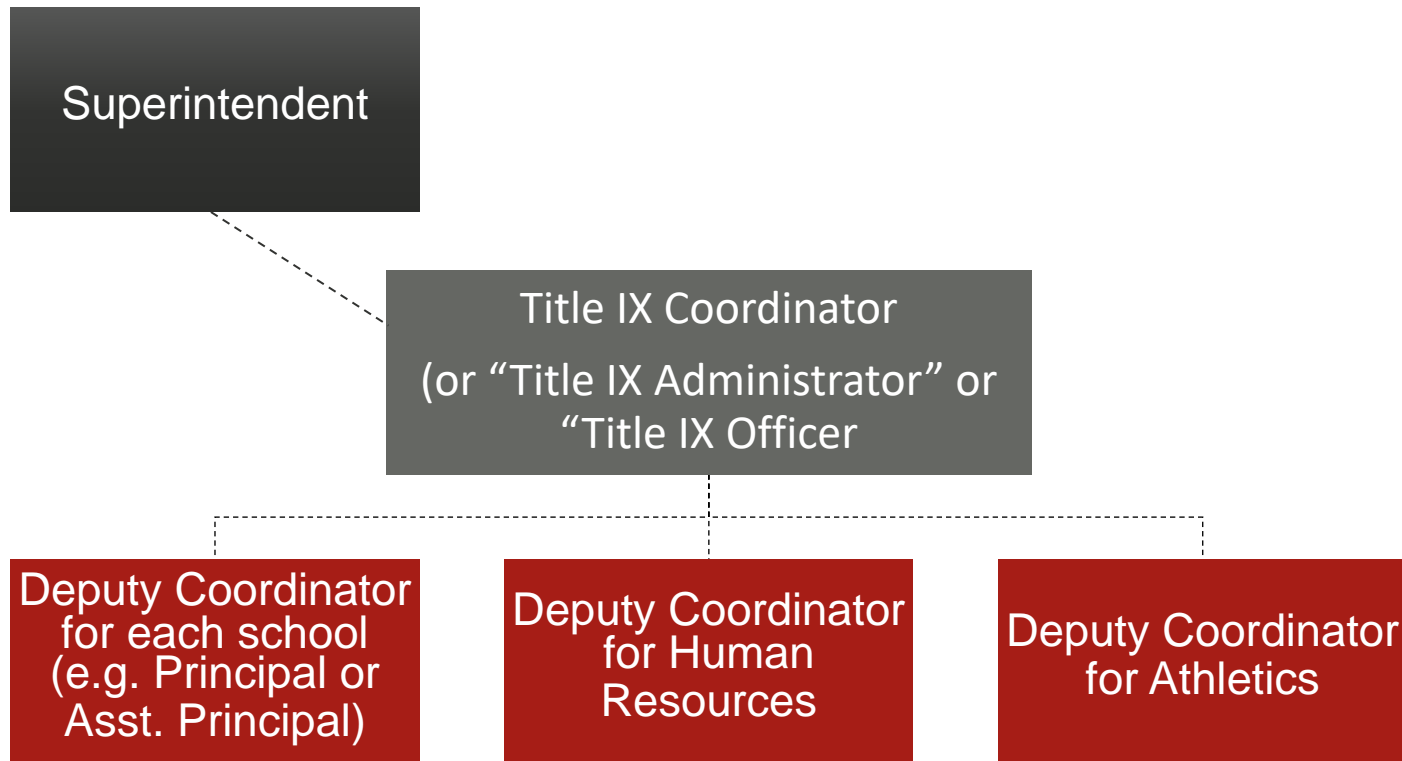 Superintendent
Title IX Coordinator
(or “Title IX Administrator” or
“Title IX Officer
Deputy Coordinator
for each school
(e.g. Principal or
Asst. Principal)
Deputy Coordinator
for Human
Resources
Deputy Coordinator
for Athletics